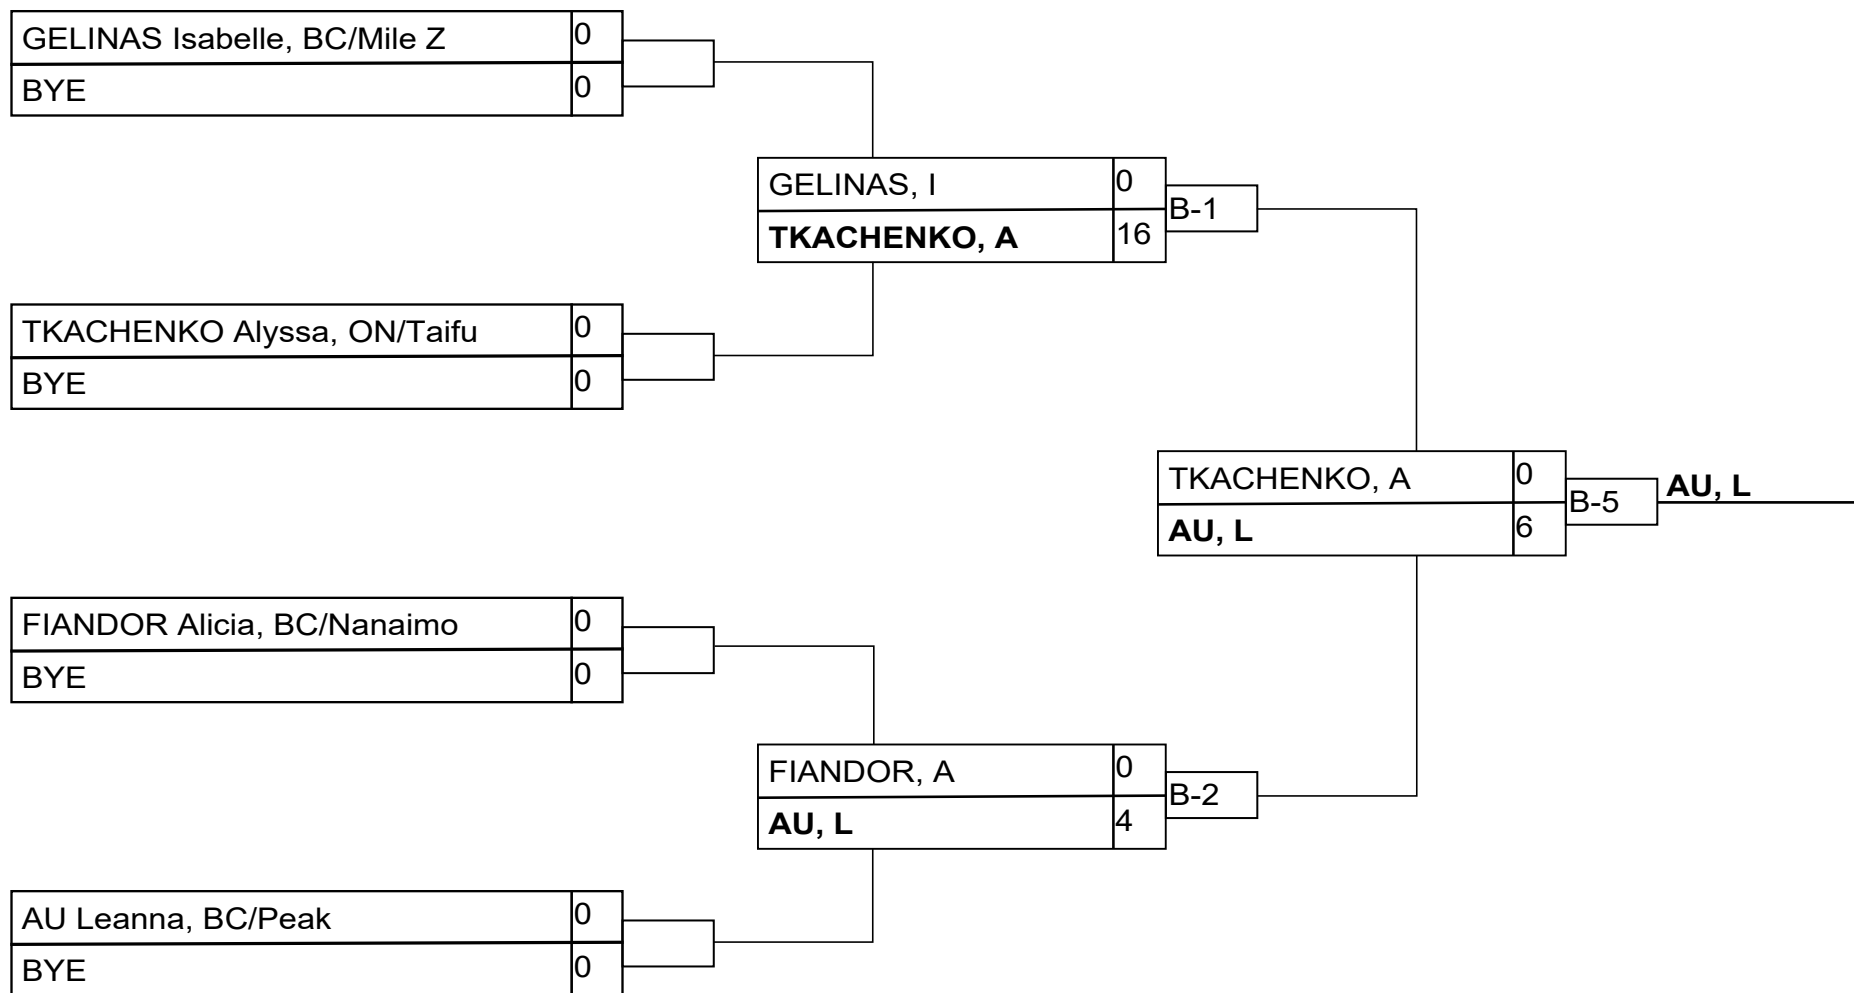 GELINAS Isabelle, BC/Mile Z 0
BYE 0
GELINAS, I 0
B-1
TKACHENKO, A 16
TKACHENKO Alyssa, ON/Taifu 0
BYE 0
TKACHENKO, A 0
B-5
AU, L
AU, L 6
FIANDOR Alicia, BC/Nanaimo 0
BYE 0
FIANDOR, A 0
B-2
AU, L 4
AU Leanna, BC/Peak 0
BYE 0